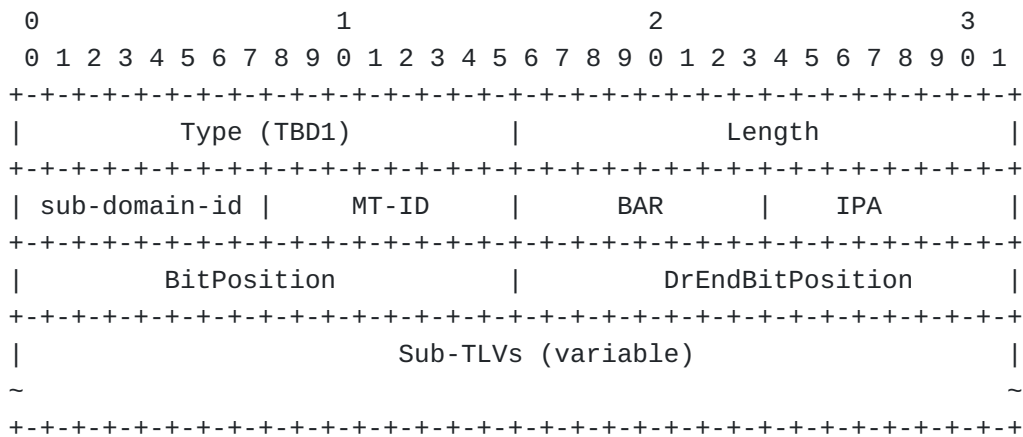 0                   1                   2                   3
 0 1 2 3 4 5 6 7 8 9 0 1 2 3 4 5 6 7 8 9 0 1 2 3 4 5 6 7 8 9 0 1
+-+-+-+-+-+-+-+-+-+-+-+-+-+-+-+-+-+-+-+-+-+-+-+-+-+-+-+-+-+-+-+-+
|          Type (TBD1)          |             Length            |
+-+-+-+-+-+-+-+-+-+-+-+-+-+-+-+-+-+-+-+-+-+-+-+-+-+-+-+-+-+-+-+-+
| sub-domain-id |     MT-ID     |      BAR      |    IPA        |
+-+-+-+-+-+-+-+-+-+-+-+-+-+-+-+-+-+-+-+-+-+-+-+-+-+-+-+-+-+-+-+-+
|         BitPosition           |         DrEndBitPosition      |
+-+-+-+-+-+-+-+-+-+-+-+-+-+-+-+-+-+-+-+-+-+-+-+-+-+-+-+-+-+-+-+-+
|                        Sub-TLVs (variable)                    |
~                                                               ~
+-+-+-+-+-+-+-+-+-+-+-+-+-+-+-+-+-+-+-+-+-+-+-+-+-+-+-+-+-+-+-+-+